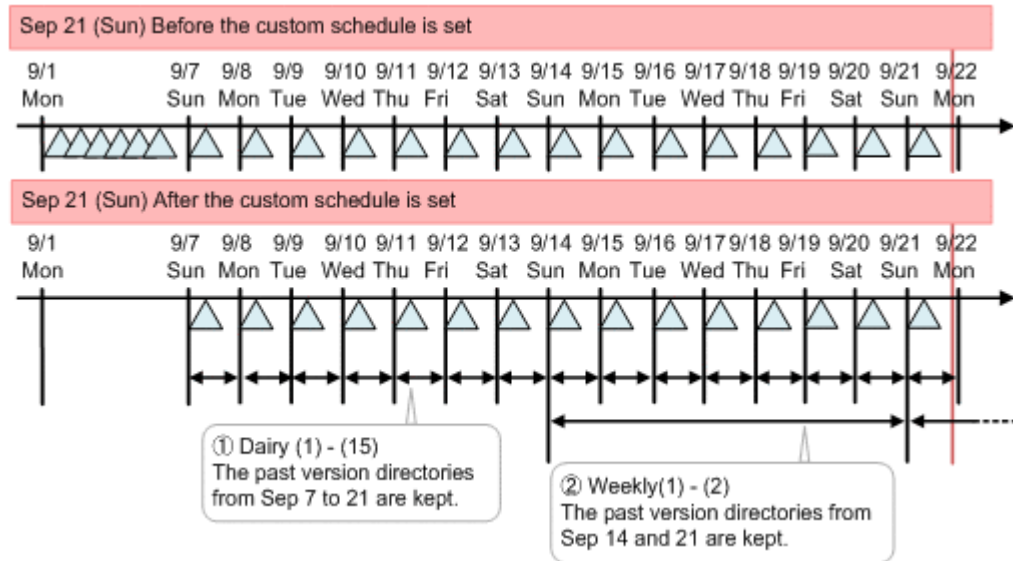 Sep 21 (Sun) Before the custom schedule is set
9/1 9/7 9/8 9/9 9/10 9/11 9/12 9/13 9/14 9/15 9/16 9/17 9/18 9/19 9/20 9/21 9/22
Mon Sun Mon Tue Wed Thu Fri Sat Sun Mon Tue Wed Thu Fri Sat Sun Mon
Sep 21 (Sun) After the custom schedule is set
9/1 9/7 9/8 9/9 9/10 9/11 9/12 9/13 9/14 9/15 9/16 9/17 9/18 9/19 9/20 9/21 9/22
Mon Sun Mon Tue Wed Thu Fri Sat Sun Mon Tue Wed Thu Fri Sat Sun Mon
① Dairy (1) - (15)
The past version directories
from Sep 7 to 21 are kept.
② Weekly(1) - (2)
The past version directories from
Sep 14 and 21 are kept.